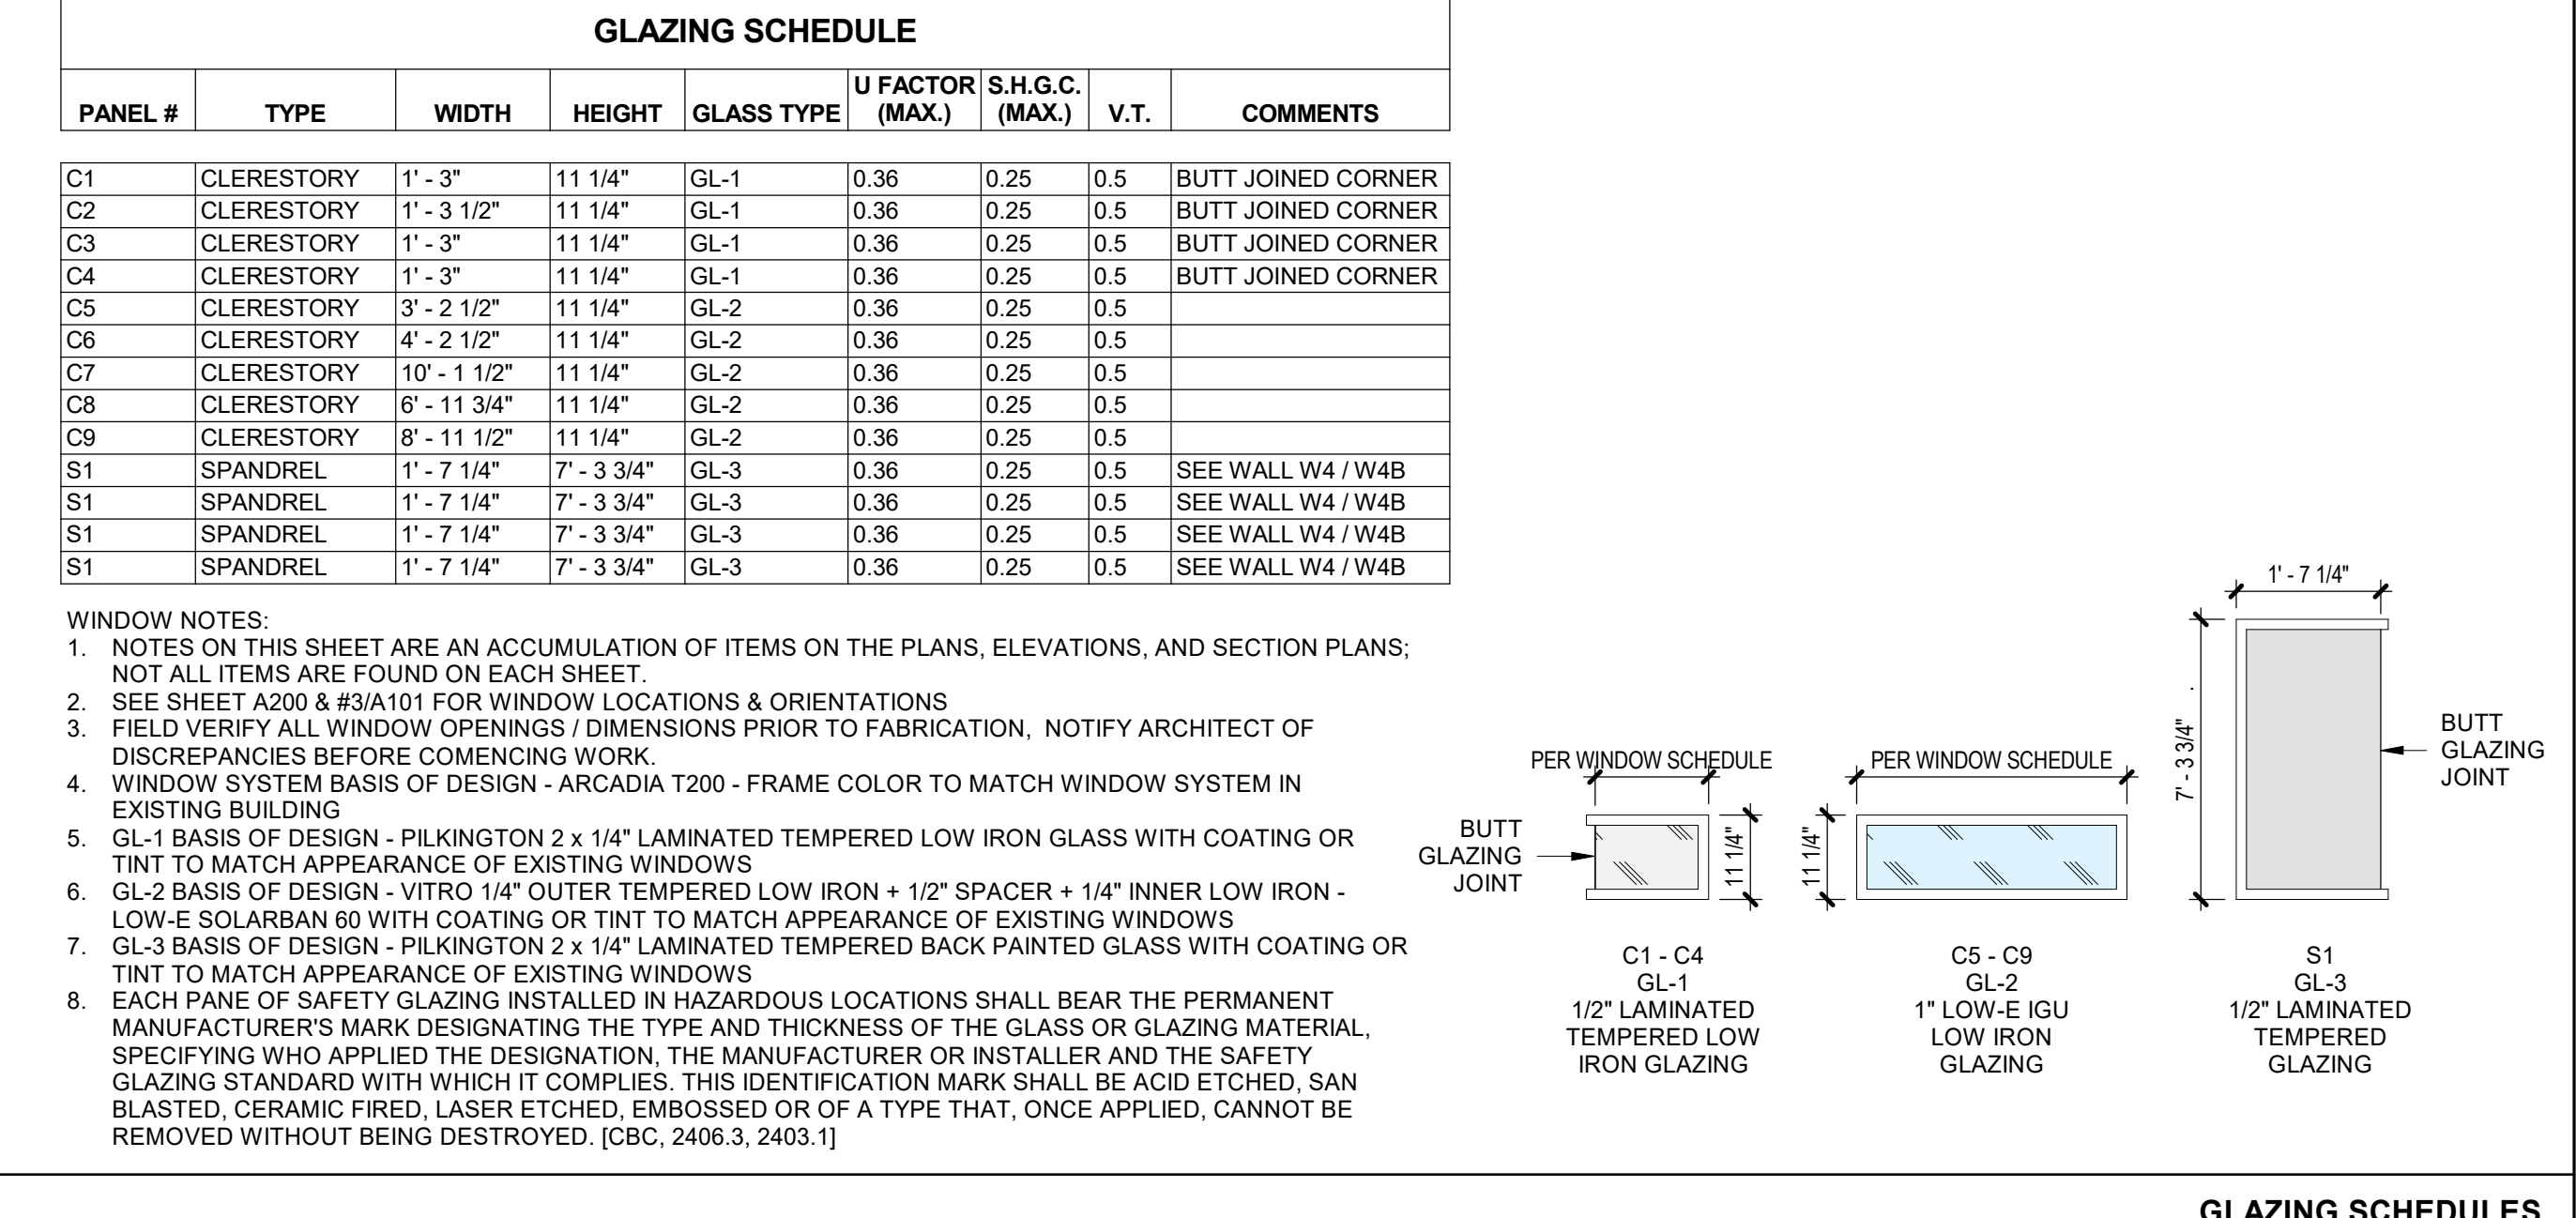 GLAZING SCHEDULE
PANEL # TYPE WIDTH HEIGHT GLASS TYPE U FACTOR (MAX.) S.H.G.C. (MAX.) V.T. COMMENTS
C1 CLERESTORY 1' - 3" 11 1/4" GL-1 0.36 0.25 0.5 BUTT JOINED CORNER
C2 CLERESTORY 1' - 3 1/2" 11 1/4" GL-1 0.36 0.25 0.5 BUTT JOINED CORNER
C3 CLERESTORY 1' - 3" 11 1/4" GL-1 0.36 0.25 0.5 BUTT JOINED CORNER
C4 CLERESTORY 1' - 3" 11 1/4" GL-1 0.36 0.25 0.5 BUTT JOINED CORNER
C5 CLERESTORY 3' - 2 1/2" 11 1/4" GL-2 0.36 0.25 0.5
C6 CLERESTORY 4' - 2 1/2" 11 1/4" GL-2 0.36 0.25 0.5
C7 CLERESTORY 10' - 1 1/2" 11 1/4" GL-2 0.36 0.25 0.5
C8 CLERESTORY 6' - 11 3/4" 11 1/4" GL-2 0.36 0.25 0.5
C9 CLERESTORY 8' - 11 1/2" 11 1/4" GL-2 0.36 0.25 0.5
S1 SPANDREL 1' - 7 1/4" 7' - 3 3/4" GL-3 0.36 0.25 0.5 SEE WALL W4 / W4B
S1 SPANDREL 1' - 7 1/4" 7' - 3 3/4" GL-3 0.36 0.25 0.5 SEE WALL W4 / W4B
S1 SPANDREL 1' - 7 1/4" 7' - 3 3/4" GL-3 0.36 0.25 0.5 SEE WALL W4 / W4B
S1 SPANDREL 1' - 7 1/4" 7' - 3 3/4" GL-3 0.36 0.25 0.5 SEE WALL W4 / W4B
WINDOW NOTES:
1. NOTES ON THIS SHEET ARE AN ACCUMULATION OF ITEMS ON THE PLANS, ELEVATIONS, AND SECTION PLANS;
NOT ALL ITEMS ARE FOUND ON EACH SHEET.
2. SEE SHEET A200 & #3/A101 FOR WINDOW LOCATIONS & ORIENTATIONS
3. FIELD VERIFY ALL WINDOW OPENINGS / DIMENSIONS PRIOR TO FABRICATION, NOTIFY ARCHITECT OF
DISCREPANCIES BEFORE COMENCING WORK.
4. WINDOW SYSTEM BASIS OF DESIGN - ARCADIA T200 - FRAME COLOR TO MATCH WINDOW SYSTEM IN
EXISTING BUILDING
5. GL-1 BASIS OF DESIGN - PILKINGTON 2 x 1/4" LAMINATED TEMPERED LOW IRON GLASS WITH COATING OR
TINT TO MATCH APPEARANCE OF EXISTING WINDOWS
6. GL-2 BASIS OF DESIGN - VITRO 1/4" OUTER TEMPERED LOW IRON + 1/2" SPACER + 1/4" INNER LOW IRON -
LOW-E SOLARBAN 60 WITH COATING OR TINT TO MATCH APPEARANCE OF EXISTING WINDOWS
7. GL-3 BASIS OF DESIGN - PILKINGTON 2 x 1/4" LAMINATED TEMPERED BACK PAINTED GLASS WITH COATING OR
TINT TO MATCH APPEARANCE OF EXISTING WINDOWS
8. EACH PANE OF SAFETY GLAZING INSTALLED IN HAZARDOUS LOCATIONS SHALL BEAR THE PERMANENT
MANUFACTURER'S MARK DESIGNATING THE TYPE AND THICKNESS OF THE GLASS OR GLAZING MATERIAL,
SPECIFYING WHO APPLIED THE DESIGNATION, THE MANUFACTURER OR INSTALLER AND THE SAFETY
GLAZING STANDARD WITH WHICH IT COMPLIES. THIS IDENTIFICATION MARK SHALL BE ACID ETCHED, SAN
BLASTED, CERAMIC FIRED, LASER ETCHED, EMBOSSED OR OF A TYPE THAT, ONCE APPLIED, CANNOT BE
REMOVED WITHOUT BEING DESTROYED. [CBC, 2406.3, 2403.1]
PER WINDOW SCHEDULE
BUTT
GLAZING
JOINT
11 1/4"
C1 - C4
GL-1
1/2" LAMINATED
TEMPERED LOW
IRON GLAZING
PER WINDOW SCHEDULE
11 1/4"
C5 - C9
GL-2
1" LOW-E IGU
LOW IRON
GLAZING
1' - 7 1/4"
7' - 3 3/4"
BUTT
GLAZING
JOINT
S1
GL-3
1/2" LAMINATED
TEMPERED
GLAZING
GLAZING SCHEDULES